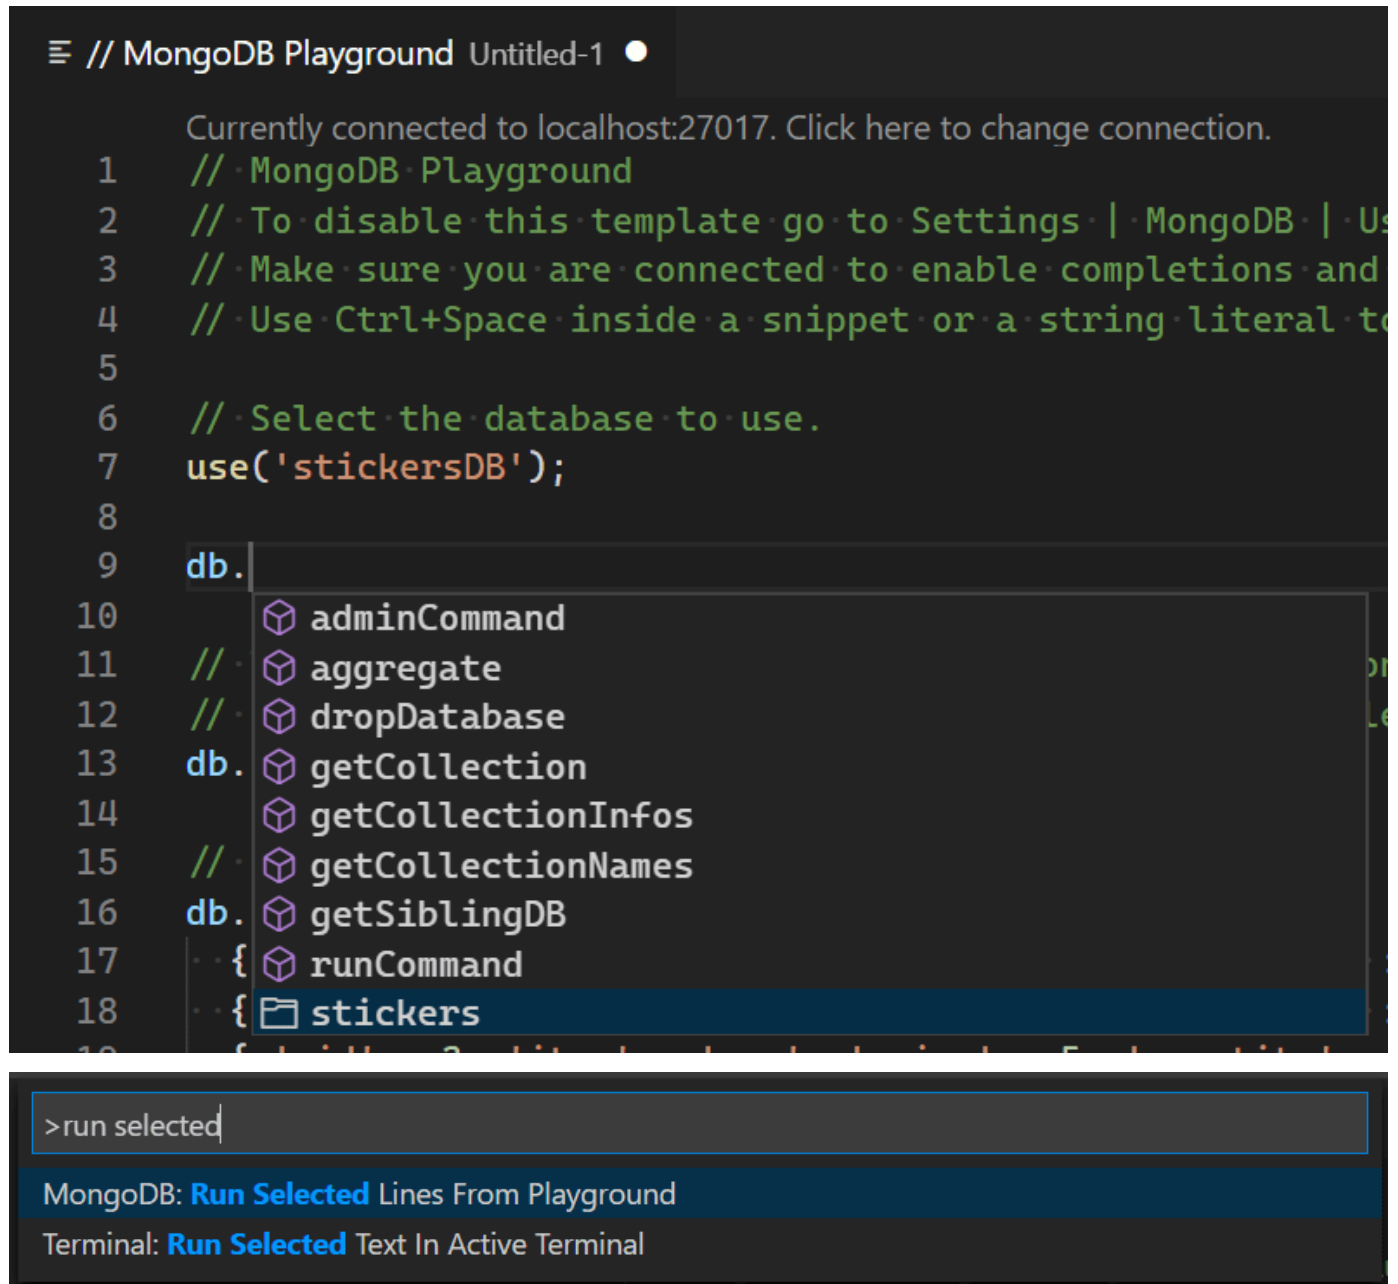 // MongoDB Playground Untitled-1
Currently connected to localhost:27017. Click here to change connection.
1 // MongoDB Playground
2 // To disable this template go to Settings | MongoDB | Us
3 // Make sure you are connected to enable completions and
4 // Use Ctrl+Space inside a snippet or a string literal to
5
6 // Select the database to use.
7 use('stickersDB');
8
9 db.
10 adminCommand
11 // aggregate
12 // dropDatabase
13 db. getCollection
14 getCollectionInfos
15 // getCollectionNames
16 db. getSiblingDB
17 { runCommand
18 { stickers
>run selected
MongoDB: Run Selected Lines From Playground
Terminal: Run Selected Text In Active Terminal